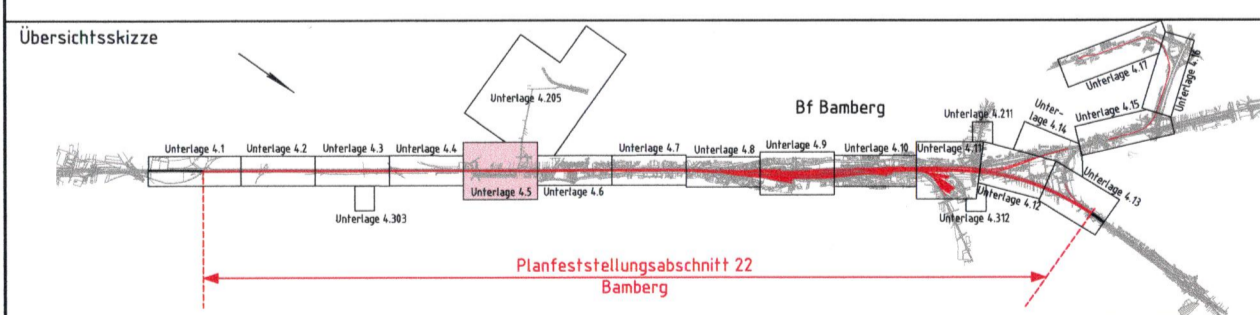 Übersichtsskizze
Unterlage 4.205
Bf Bamberg
Unterlage 4.1
Unterlage 4.2
Unterlage 4.3
Unterlage 4.4
Unterlage 4.5
Unterlage 4.6
Unterlage 4.7
Unterlage 4.8
Unterlage 4.9
Unterlage 4.10
Unterlage 4.11
Unterlage 4.211
Unter-
lage 4.14
Unterlage 4.15
Unterlage 4.16
Unterlage 4.17
Unterlage 4.303
Unterlage 4.312
Unterlage 4.12
Unterlage 4.13
Planfeststellungsabschnitt 22
Bamberg